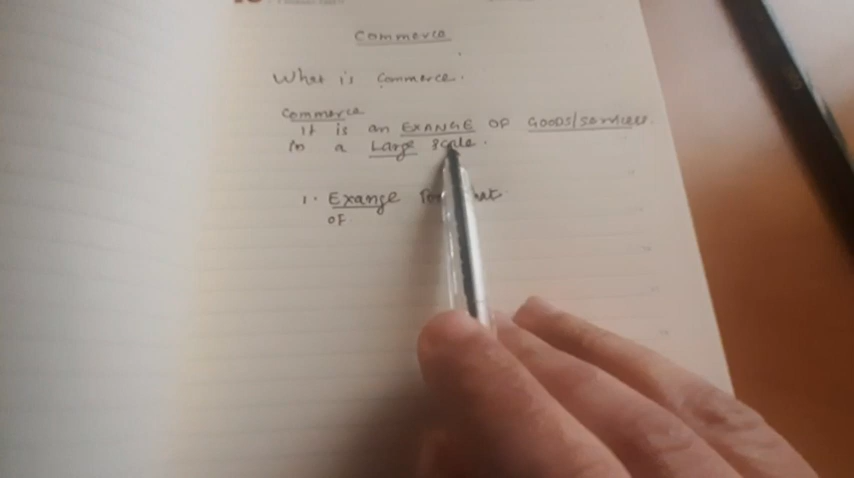 Commerce
What is Commerce.
Commerce
It is an EXANGE OF GOODS/services.
in a Large scale.
1. Exange
OF.